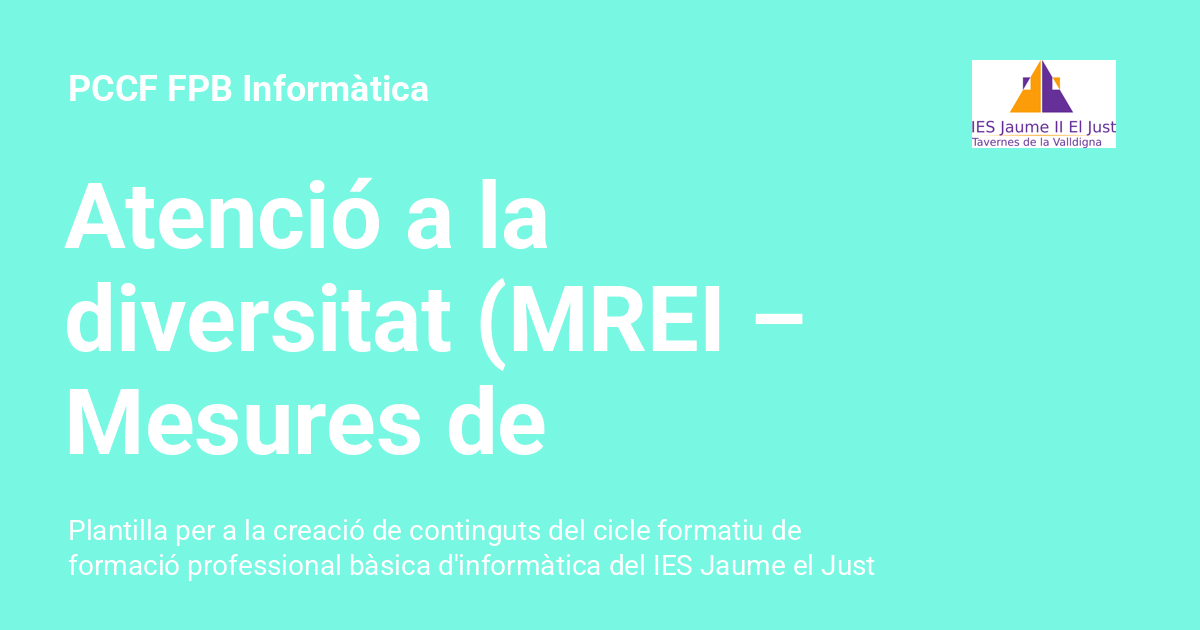 PCCF FPB Informàtica
IES Jaume II El Just
Tavernes de la Valldigna
Atenció a la
diversitat (MREI –
Mesures de
Plantilla per a la creació de continguts del cicle formatiu de
formació professional bàsica d'informàtica del IES Jaume el Just